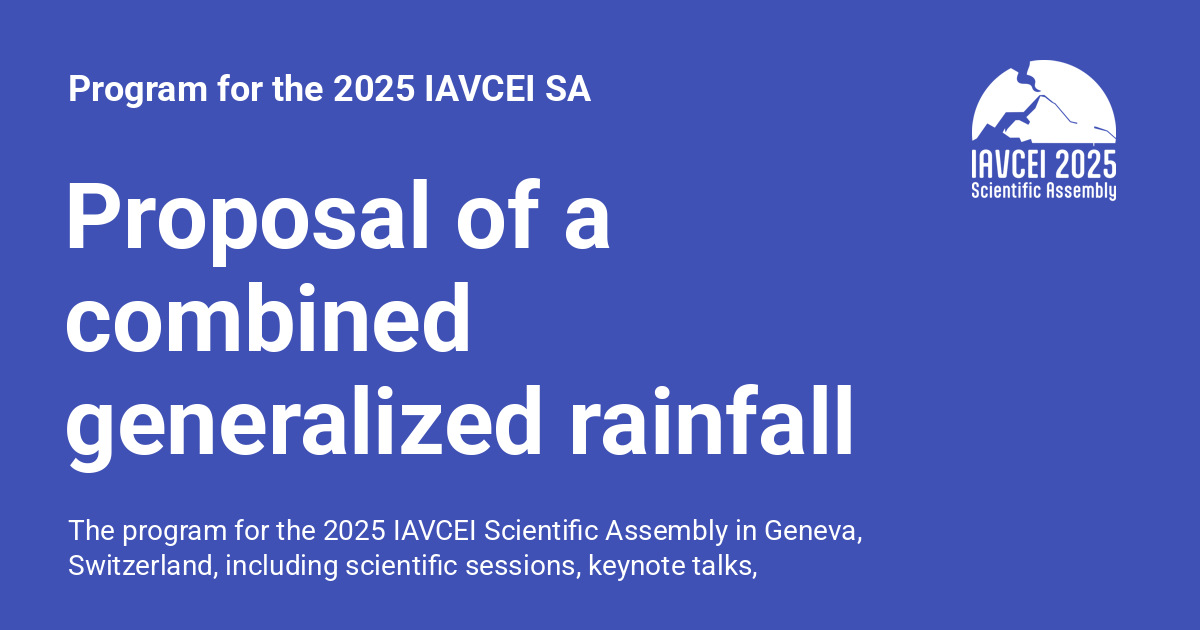 Program for the 2025 IAVCEI SA
IAVCEI 2025
Scientific Assembly
Proposal of a
combined
generalized rainfall
The program for the 2025 IAVCEI Scientific Assembly in Geneva,
Switzerland, including scientific sessions, keynote talks,